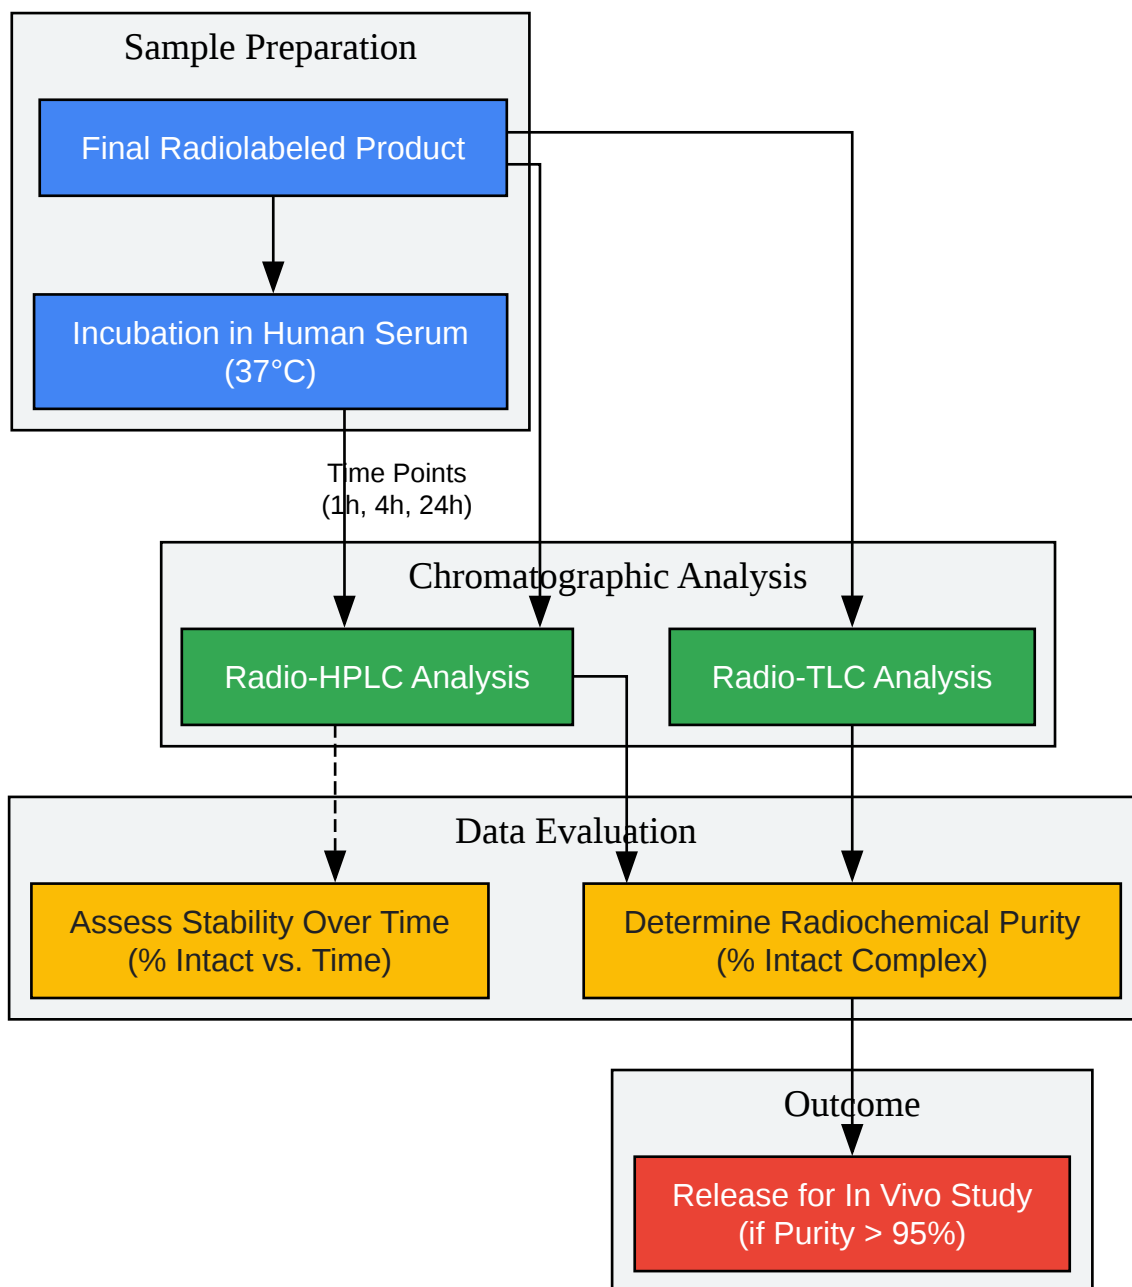 Sample Preparation
Final Radiolabeled Product
Incubation in Human Serum
(37°C)
Time Points
(1h, 4h, 24h)
Chromatographic Analysis
Radio-HPLC Analysis
Radio-TLC Analysis
Data Evaluation
Assess Stability Over Time
(% Intact vs. Time)
Determine Radiochemical Purity
(% Intact Complex)
Outcome
Release for In Vivo Study
(if Purity > 95%)